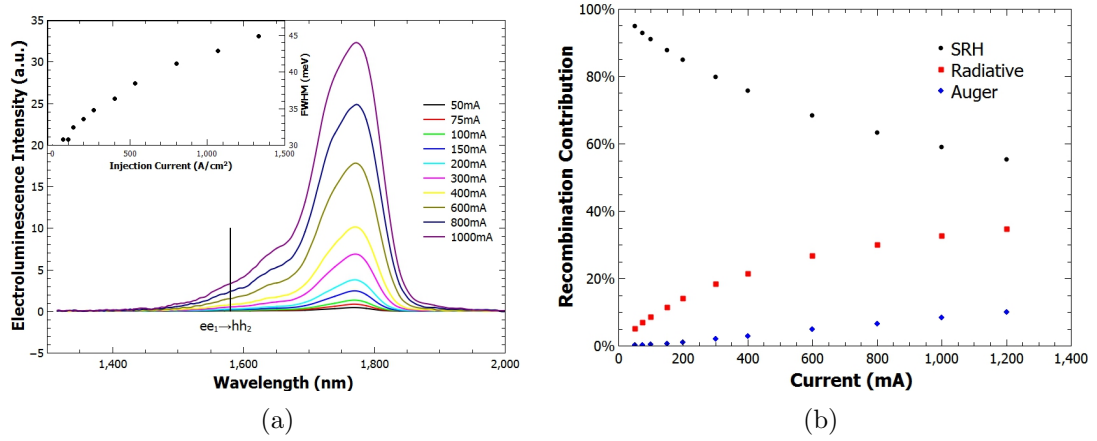 35
30
25
20
15
10
5
0
−5
Electroluminescence Intensity (a.u.)
45
40
35
30
FWHM (meV)
0 500 1,000 1,500
Injection Current (A/cm²)
50mA
75mA
100mA
150mA
200mA
300mA
400mA
600mA
800mA
1000mA
ee₁→hh₂
1,400 1,600 1,800 2,000
Wavelength (nm)
(a)
100%
80%
60%
40%
20%
0%
Recombination Contribution
SRH
Radiative
Auger
0 200 400 600 800 1,000 1,200 1,400
Current (mA)
(b)